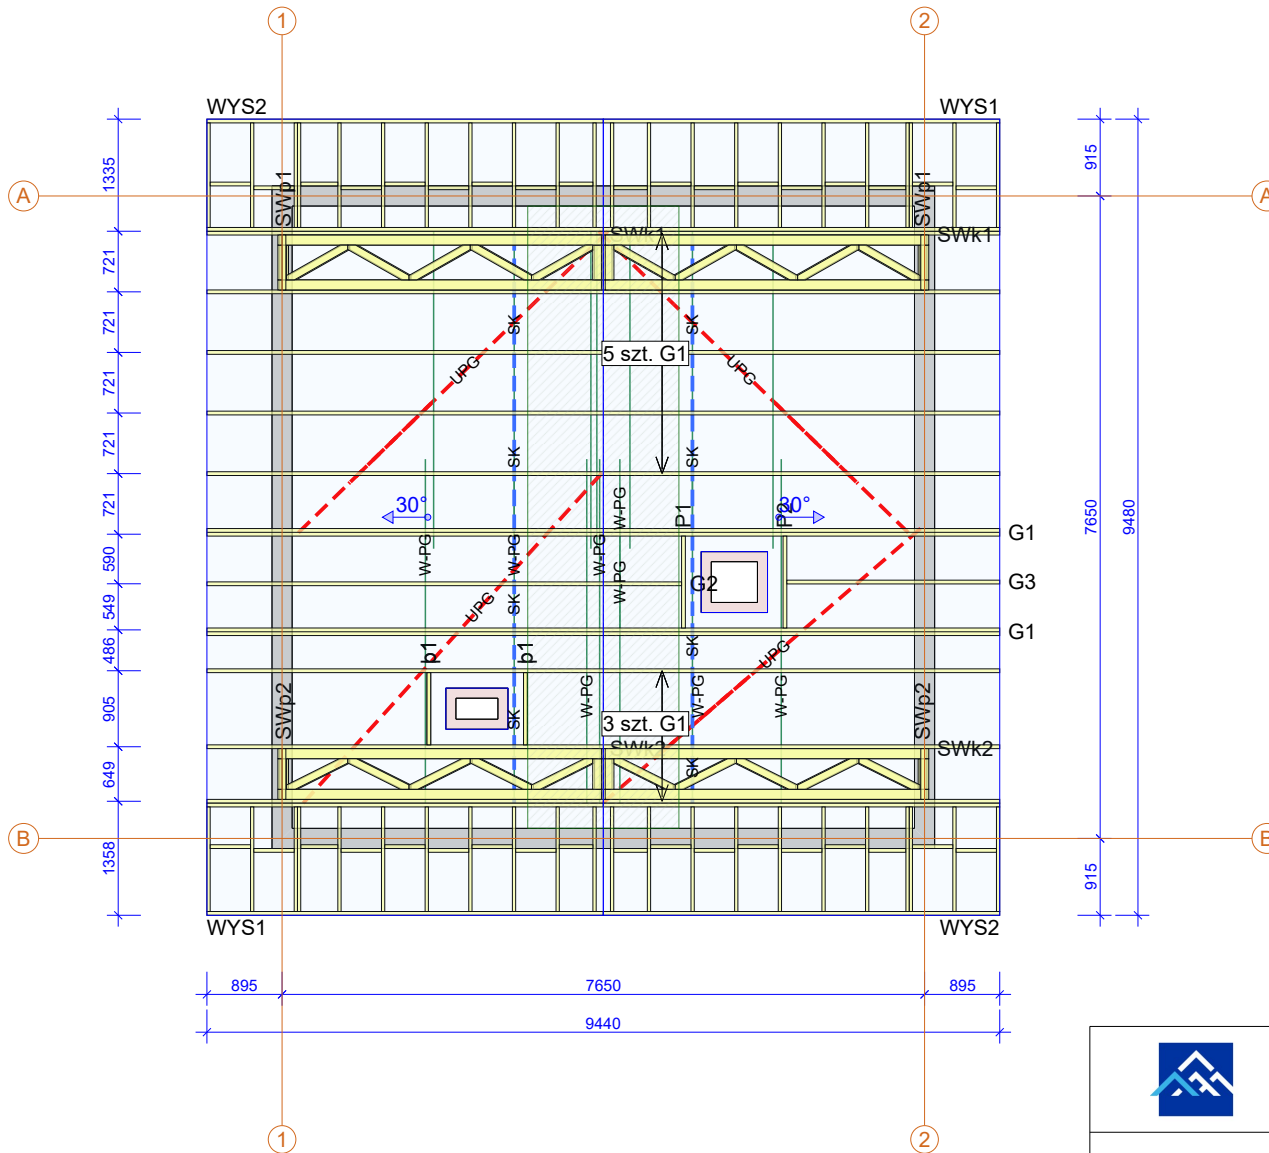 1
2
WYS2
WYS1
A
A
1335
915
SWp1
SWp1
SWk1
SWk1
721
SK
SK
721
5 szt. G1
UPG
UPG
721
721
SK
SK
721
30°
30°
W-PG
P1
P2
7650
9480
G1
W-PG
W-PG
W-PG
590
W-PG
G2
G3
549
SK
UPG
G1
486
SK
UPG
p1
p1
W-PG
W-PG
W-PG
905
SWp2
SWp2
SK
3 szt. G1
SWk2
SWk2
649
SK
B
B
1358
915
WYS1
WYS2
895
7650
895
9440
1
2